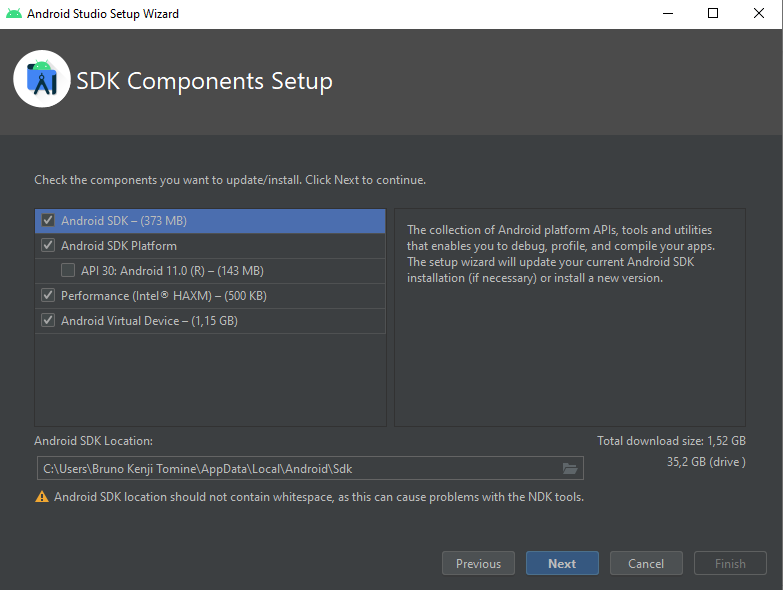 Android Studio Setup Wizard
SDK Components Setup
Check the components you want to update/install. Click Next to continue.
Android SDK – (373 MB)
Android SDK Platform
API 30: Android 11.0 (R) – (143 MB)
Performance (Intel® HAXM) – (500 KB)
Android Virtual Device – (1,15 GB)
The collection of Android platform APIs, tools and utilities
that enables you to debug, profile, and compile your apps.
The setup wizard will update your current Android SDK
installation (if necessary) or install a new version.
Android SDK Location:
Total download size: 1,52 GB
C:\Users\Bruno Kenji Tomine\AppData\Local\Android\Sdk
35,2 GB (drive )
Android SDK location should not contain whitespace, as this can cause problems with the NDK tools.
Previous
Next
Cancel
Finish